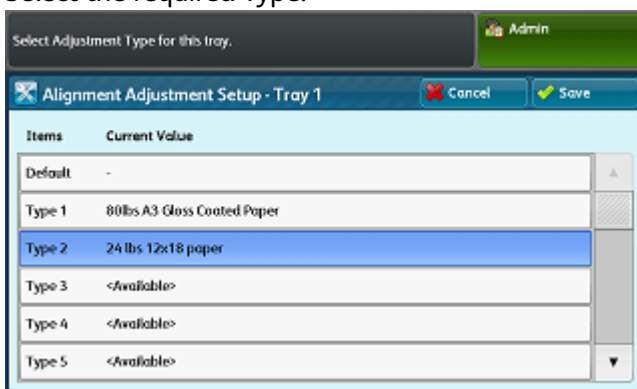 Select the required Type.
Select Adjustment Type for this tray.
Admin
Alignment Adjustment Setup - Tray 1
Cancel
Save
Items Current Value
Default -
Type 1 80lbs A3 Gloss Coated Paper
Type 2 24 lbs 12x18 paper
Type 3 <Available>
Type 4 <Available>
Type 5 <Available>